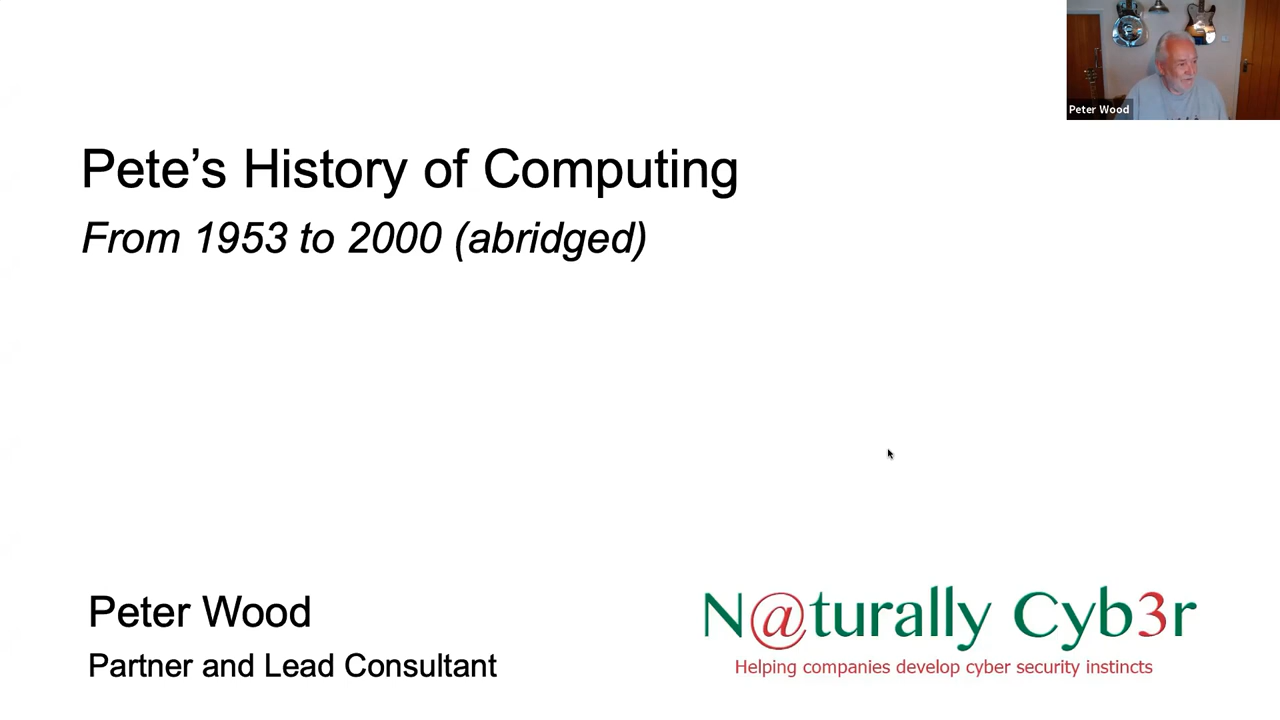 Peter Wood
Pete's History of Computing
From 1953 to 2000 (abridged)
Peter Wood
Partner and Lead Consultant
N@turally Cyb3r
Helping companies develop cyber security instincts